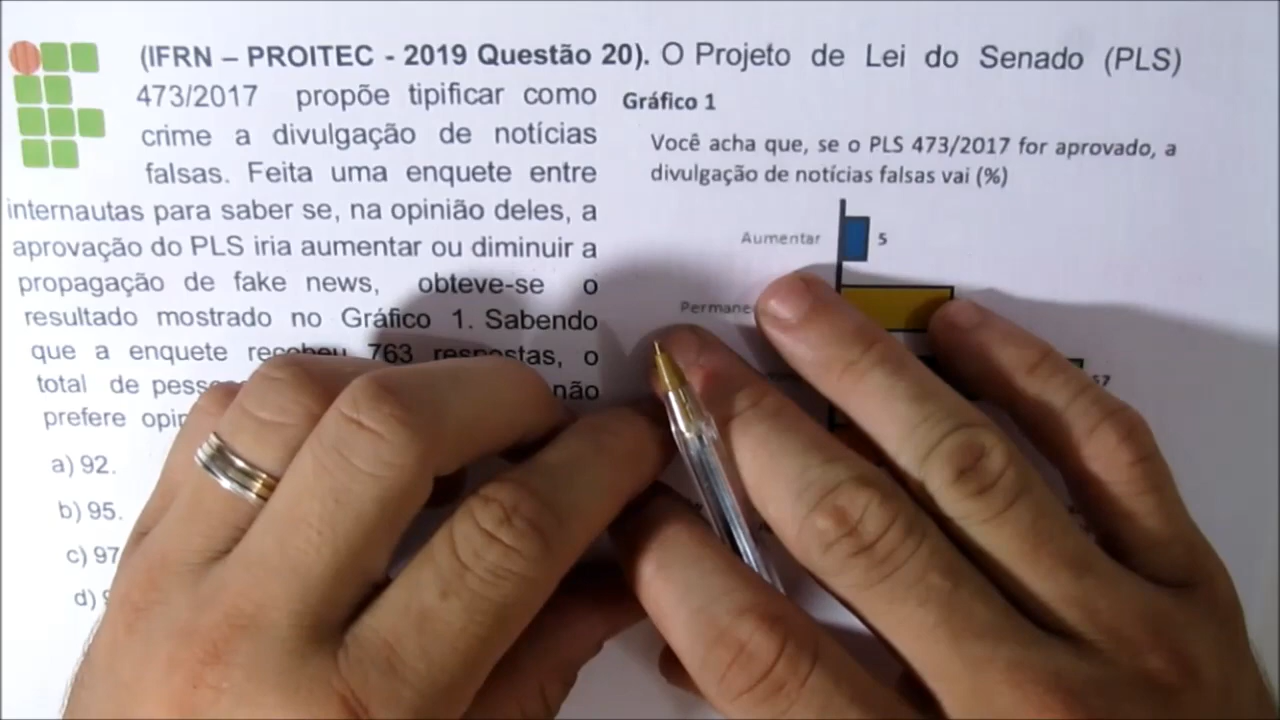 (IFRN – PROITEC - 2019 Questão 20). O Projeto de Lei do Senado (PLS)
473/2017 propõe tipificar como
crime a divulgação de notícias
falsas. Feita uma enquete entre
internautas para saber se, na opinião deles, a
aprovação do PLS iria aumentar ou diminuir a
propagação de fake news, obteve-se o
resultado mostrado no Gráfico 1. Sabendo
que a enquete recebeu 763 respostas, o
total de não
prefere
a) 92.
b) 95.
c) 97
d)
Gráfico 1
Você acha que, se o PLS 473/2017 for aprovado, a
divulgação de notícias falsas vai (%)
Aumentar 5